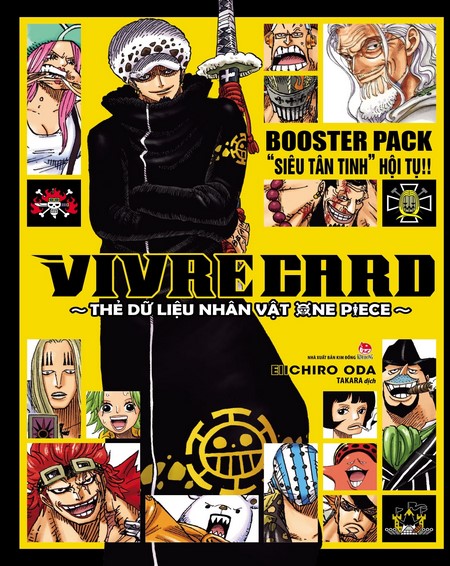 BOOSTER PACK
“SIÊU TÂN TINH” HỘI TỤ!!
VIVRE CARD
~ THẺ DỮ LIỆU NHÂN VẬT ONE PIECE ~
NHÀ XUẤT BẢN KIM ĐỒNG
EIICHIRO ODA
TAKARA dịch